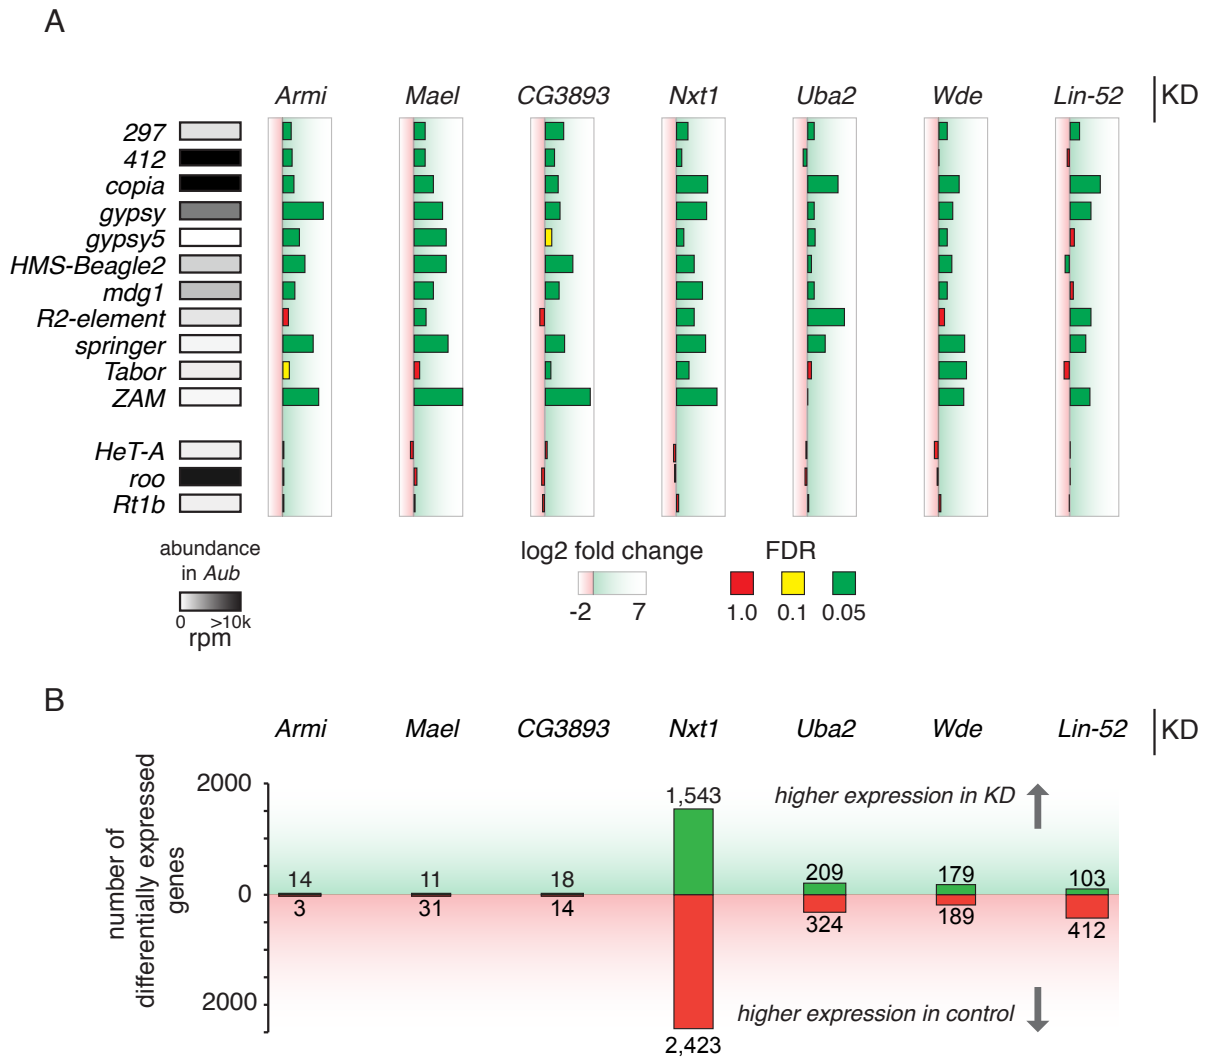 A
Armi Mael CG3893 Nxt1 Uba2 Wde Lin-52 KD
297
412
copia
gypsy
gypsy5
HMS-Beagle2
mdg1
R2-element
springer
Tabor
ZAM
HeT-A
roo
Rt1b
abundance
in Aub
0 >10k
rpm
log2 fold change
-2 7
FDR
1.0 0.1 0.05
B
Armi Mael CG3893 Nxt1 Uba2 Wde Lin-52 KD
number of
differentially expressed
genes
2000
0
2000
higher expression in KD
14 11 18 1,543 209 179 103
3 31 14 2,423 324 189 412
higher expression in control